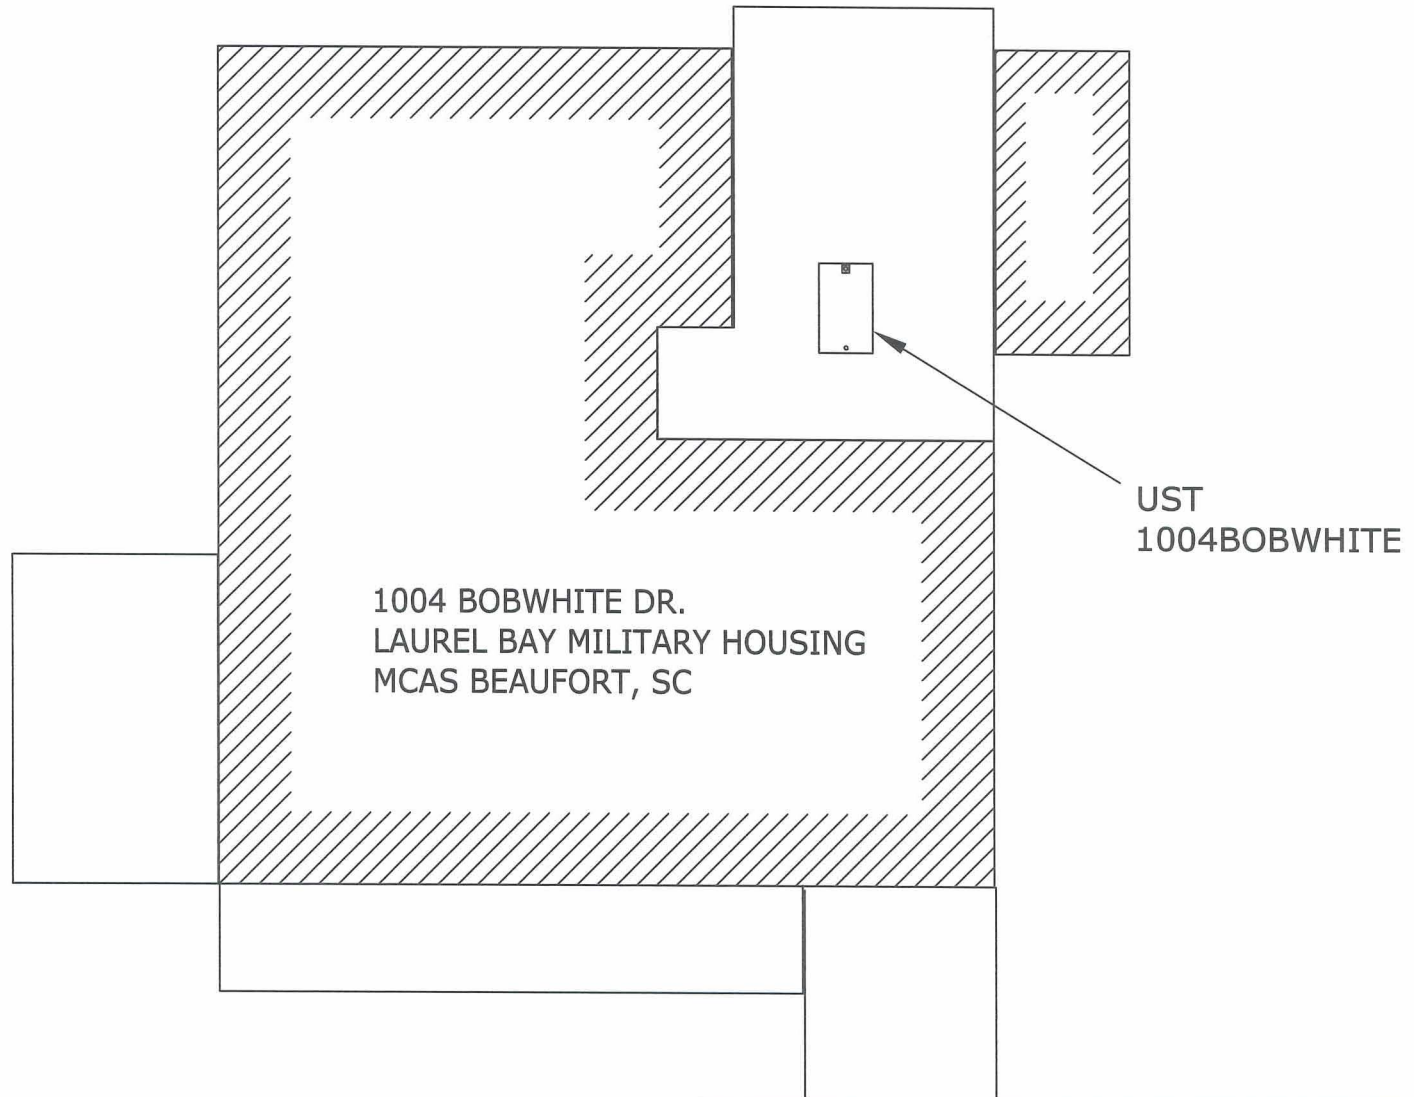 UST
1004BOBWHITE
1004 BOBWHITE DR.
LAUREL BAY MILITARY HOUSING
MCAS BEAUFORT, SC